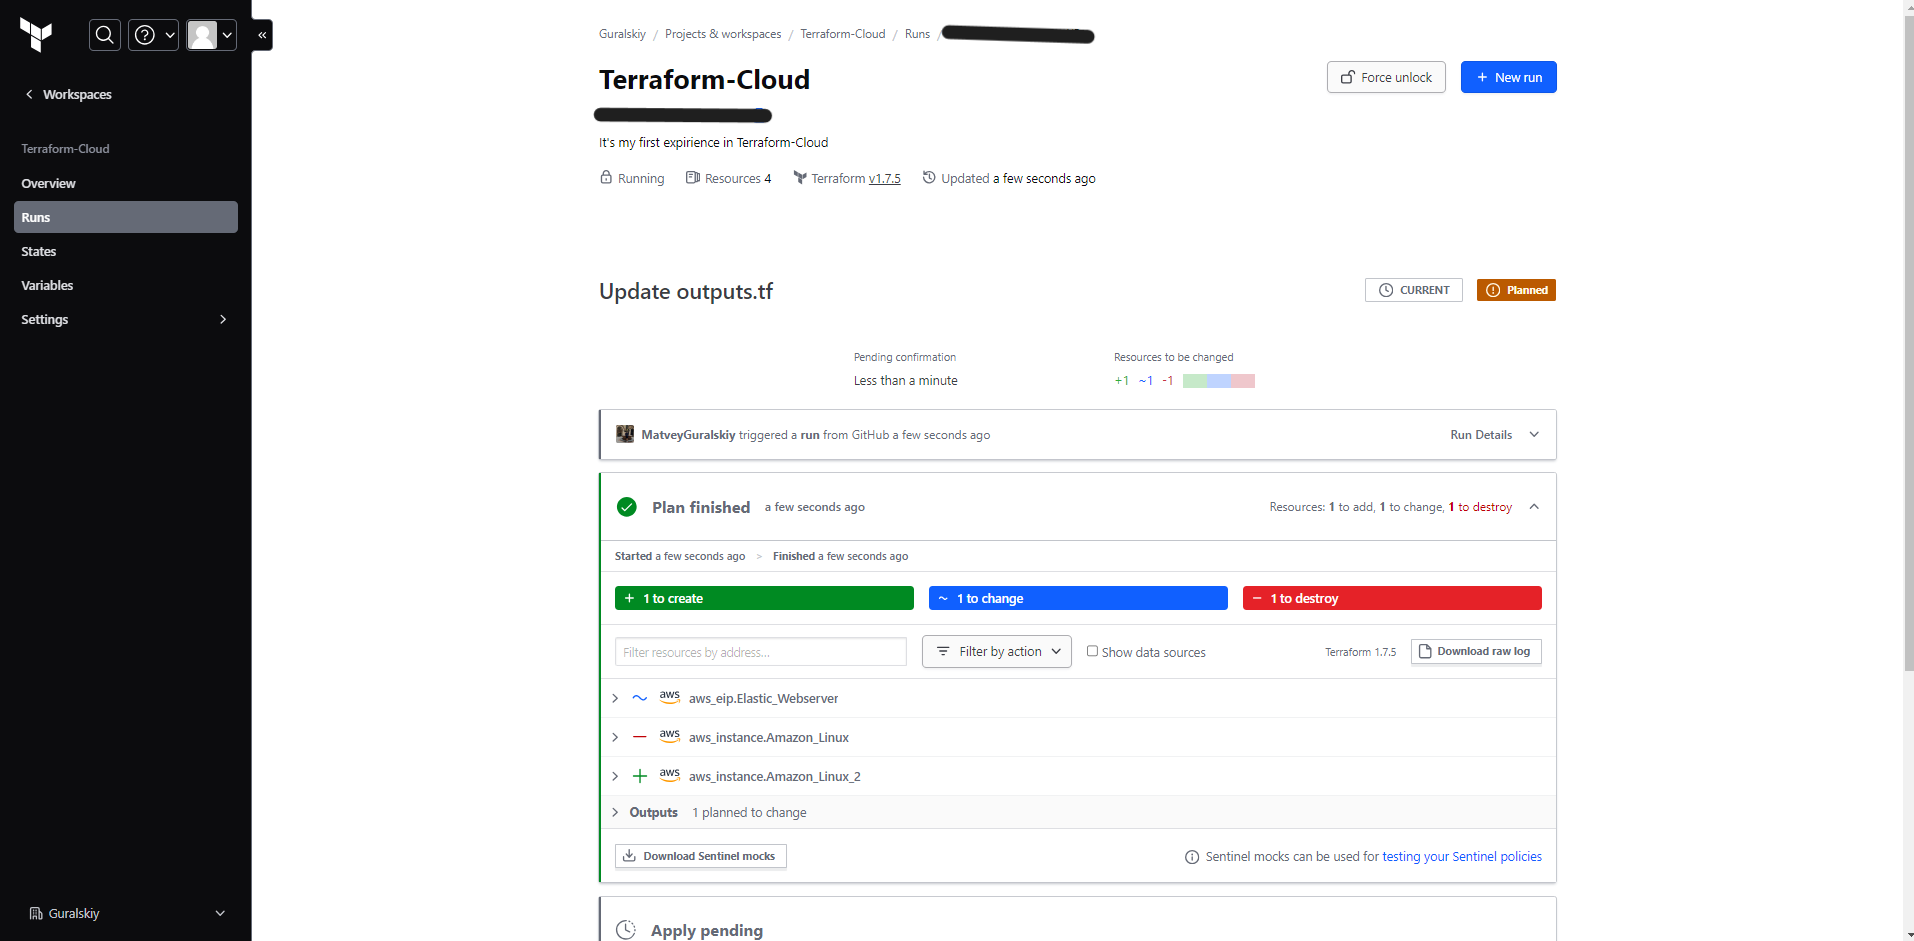 «
Workspaces
Terraform-Cloud
Overview
Runs
States
Variables
Settings
Guralskiy
Guralskiy / Projects & workspaces / Terraform-Cloud / Runs /
Terraform-Cloud
Force unlock
+ New run
It's my first expirience in Terraform-Cloud
Running Resources 4 Terraform v1.7.5 Updated a few seconds ago
Update outputs.tf
CURRENT
Planned
Pending confirmation
Less than a minute
Resources to be changed
+1 ~1 -1
MatveyGuralskiy triggered a run from GitHub a few seconds ago
Run Details
Plan finished a few seconds ago
Resources: 1 to add, 1 to change, 1 to destroy
Started a few seconds ago > Finished a few seconds ago
+ 1 to create
~ 1 to change
− 1 to destroy
Filter resources by address...
Filter by action
Show data sources
Terraform 1.7.5
Download raw log
aws aws_eip.Elastic_Webserver
aws aws_instance.Amazon_Linux
aws aws_instance.Amazon_Linux_2
Outputs 1 planned to change
Download Sentinel mocks
Sentinel mocks can be used for testing your Sentinel policies
Apply pending